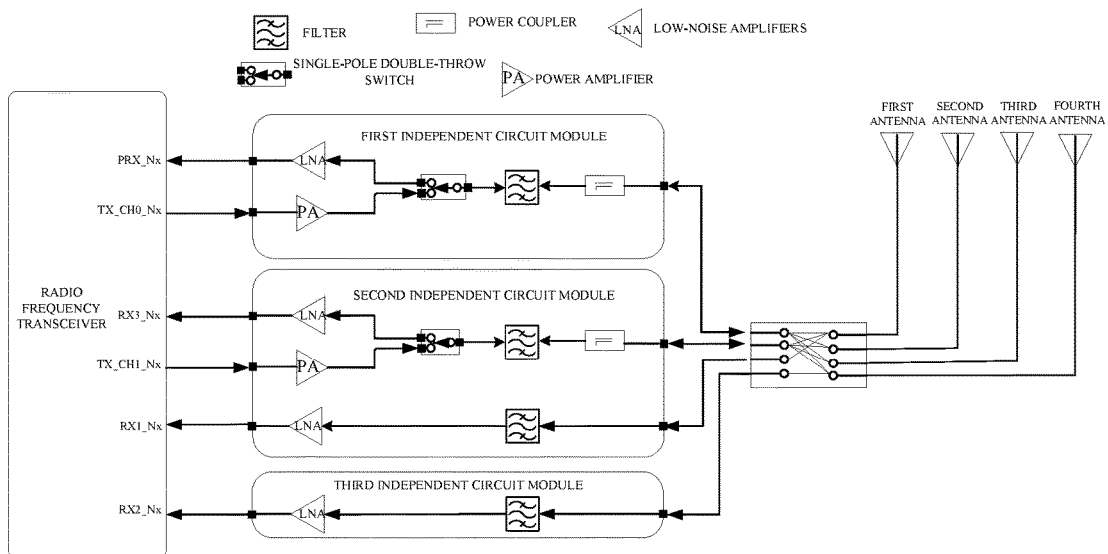 FILTER
POWER COUPLER
LNA
LOW-NOISE AMPLIFIERS
SINGLE-POLE DOUBLE-THROW
SWITCH
PA
POWER AMPLIFIER
FIRST
ANTENNA
SECOND
ANTENNA
THIRD
ANTENNA
FOURTH
ANTENNA
FIRST INDEPENDENT CIRCUIT MODULE
PRX_Nx
LNA
TX_CH0_Nx
PA
RADIO
FREQUENCY
TRANSCEIVER
SECOND INDEPENDENT CIRCUIT MODULE
RX3_Nx
LNA
TX_CH1_Nx
PA
RX1_Nx
LNA
THIRD INDEPENDENT CIRCUIT MODULE
RX2_Nx
LNA